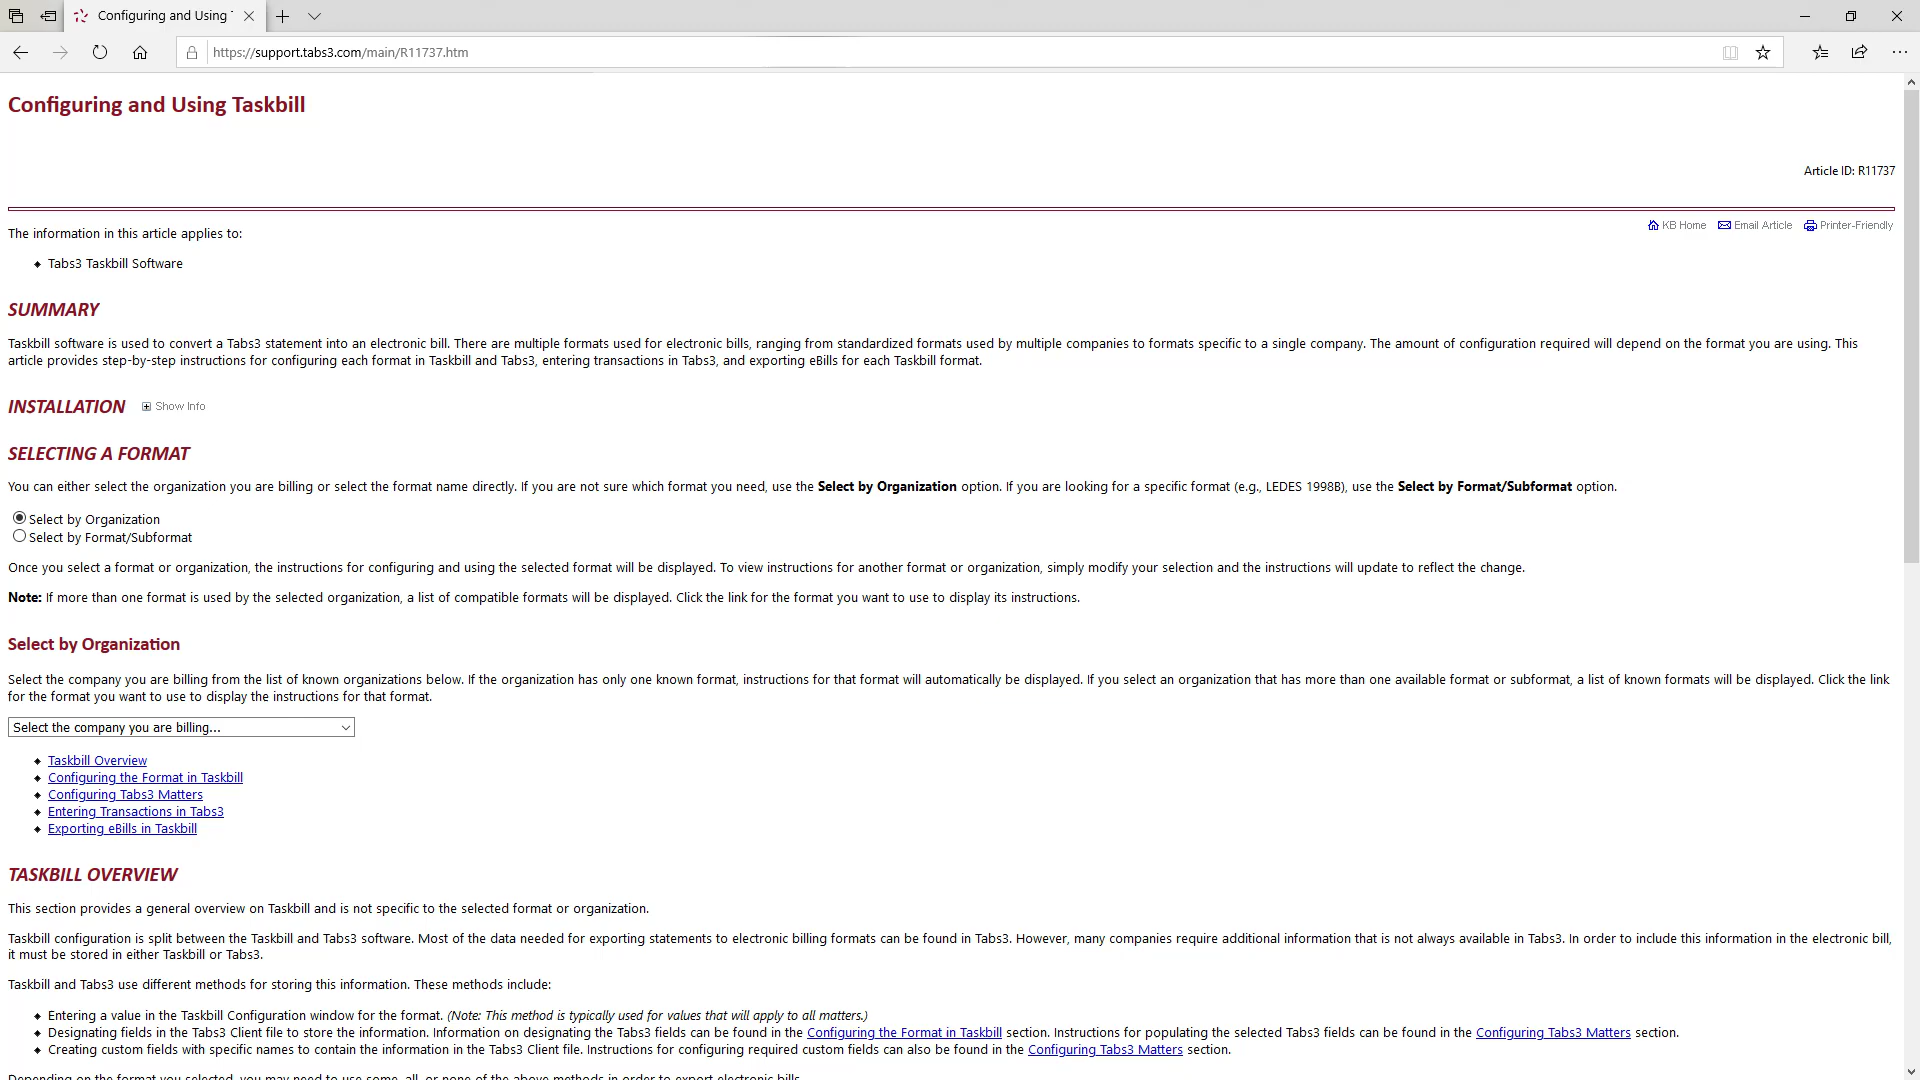 Configuring and Using T
https://support.tabs3.com/main/R11737.htm
Configuring and Using Taskbill
Article ID: R11737
KB Home Email Article Printer-Friendly
The information in this article applies to:
Tabs3 Taskbill Software
SUMMARY
Taskbill software is used to convert a Tabs3 statement into an electronic bill. There are multiple formats used for electronic bills, ranging from standardized formats used by multiple companies to formats specific to a single company. The amount of configuration required will depend on the format you are using. This
article provides step-by-step instructions for configuring each format in Taskbill and Tabs3, entering transactions in Tabs3, and exporting eBills for each Taskbill format.
INSTALLATION Show Info
SELECTING A FORMAT
You can either select the organization you are billing or select the format name directly. If you are not sure which format you need, use the Select by Organization option. If you are looking for a specific format (e.g., LEDES 1998B), use the Select by Format/Subformat option.
Select by Organization
Select by Format/Subformat
Once you select a format or organization, the instructions for configuring and using the selected format will be displayed. To view instructions for another format or organization, simply modify your selection and the instructions will update to reflect the change.
Note: If more than one format is used by the selected organization, a list of compatible formats will be displayed. Click the link for the format you want to use to display its instructions.
Select by Organization
Select the company you are billing from the list of known organizations below. If the organization has only one known format, instructions for that format will automatically be displayed. If you select an organization that has more than one available format or subformat, a list of known formats will be displayed. Click the link
for the format you want to use to display the instructions for that format.
Select the company you are billing...
Taskbill Overview
Configuring the Format in Taskbill
Configuring Tabs3 Matters
Entering Transactions in Tabs3
Exporting eBills in Taskbill
TASKBILL OVERVIEW
This section provides a general overview on Taskbill and is not specific to the selected format or organization.
Taskbill configuration is split between the Taskbill and Tabs3 software. Most of the data needed for exporting statements to electronic billing formats can be found in Tabs3. However, many companies require additional information that is not always available in Tabs3. In order to include this information in the electronic bill,
it must be stored in either Taskbill or Tabs3.
Taskbill and Tabs3 use different methods for storing this information. These methods include:
Entering a value in the Taskbill Configuration window for the format. (Note: This method is typically used for values that will apply to all matters.)
Designating fields in the Tabs3 Client file to store the information. Information on designating the Tabs3 fields can be found in the Configuring the Format in Taskbill section. Instructions for populating the selected Tabs3 fields can be found in the Configuring Tabs3 Matters section.
Creating custom fields with specific names to contain the information in the Tabs3 Client file. Instructions for configuring required custom fields can also be found in the Configuring Tabs3 Matters section.
Depending on the format you selected, you may need to use some, all, or none of the above methods in order to export electronic bills.